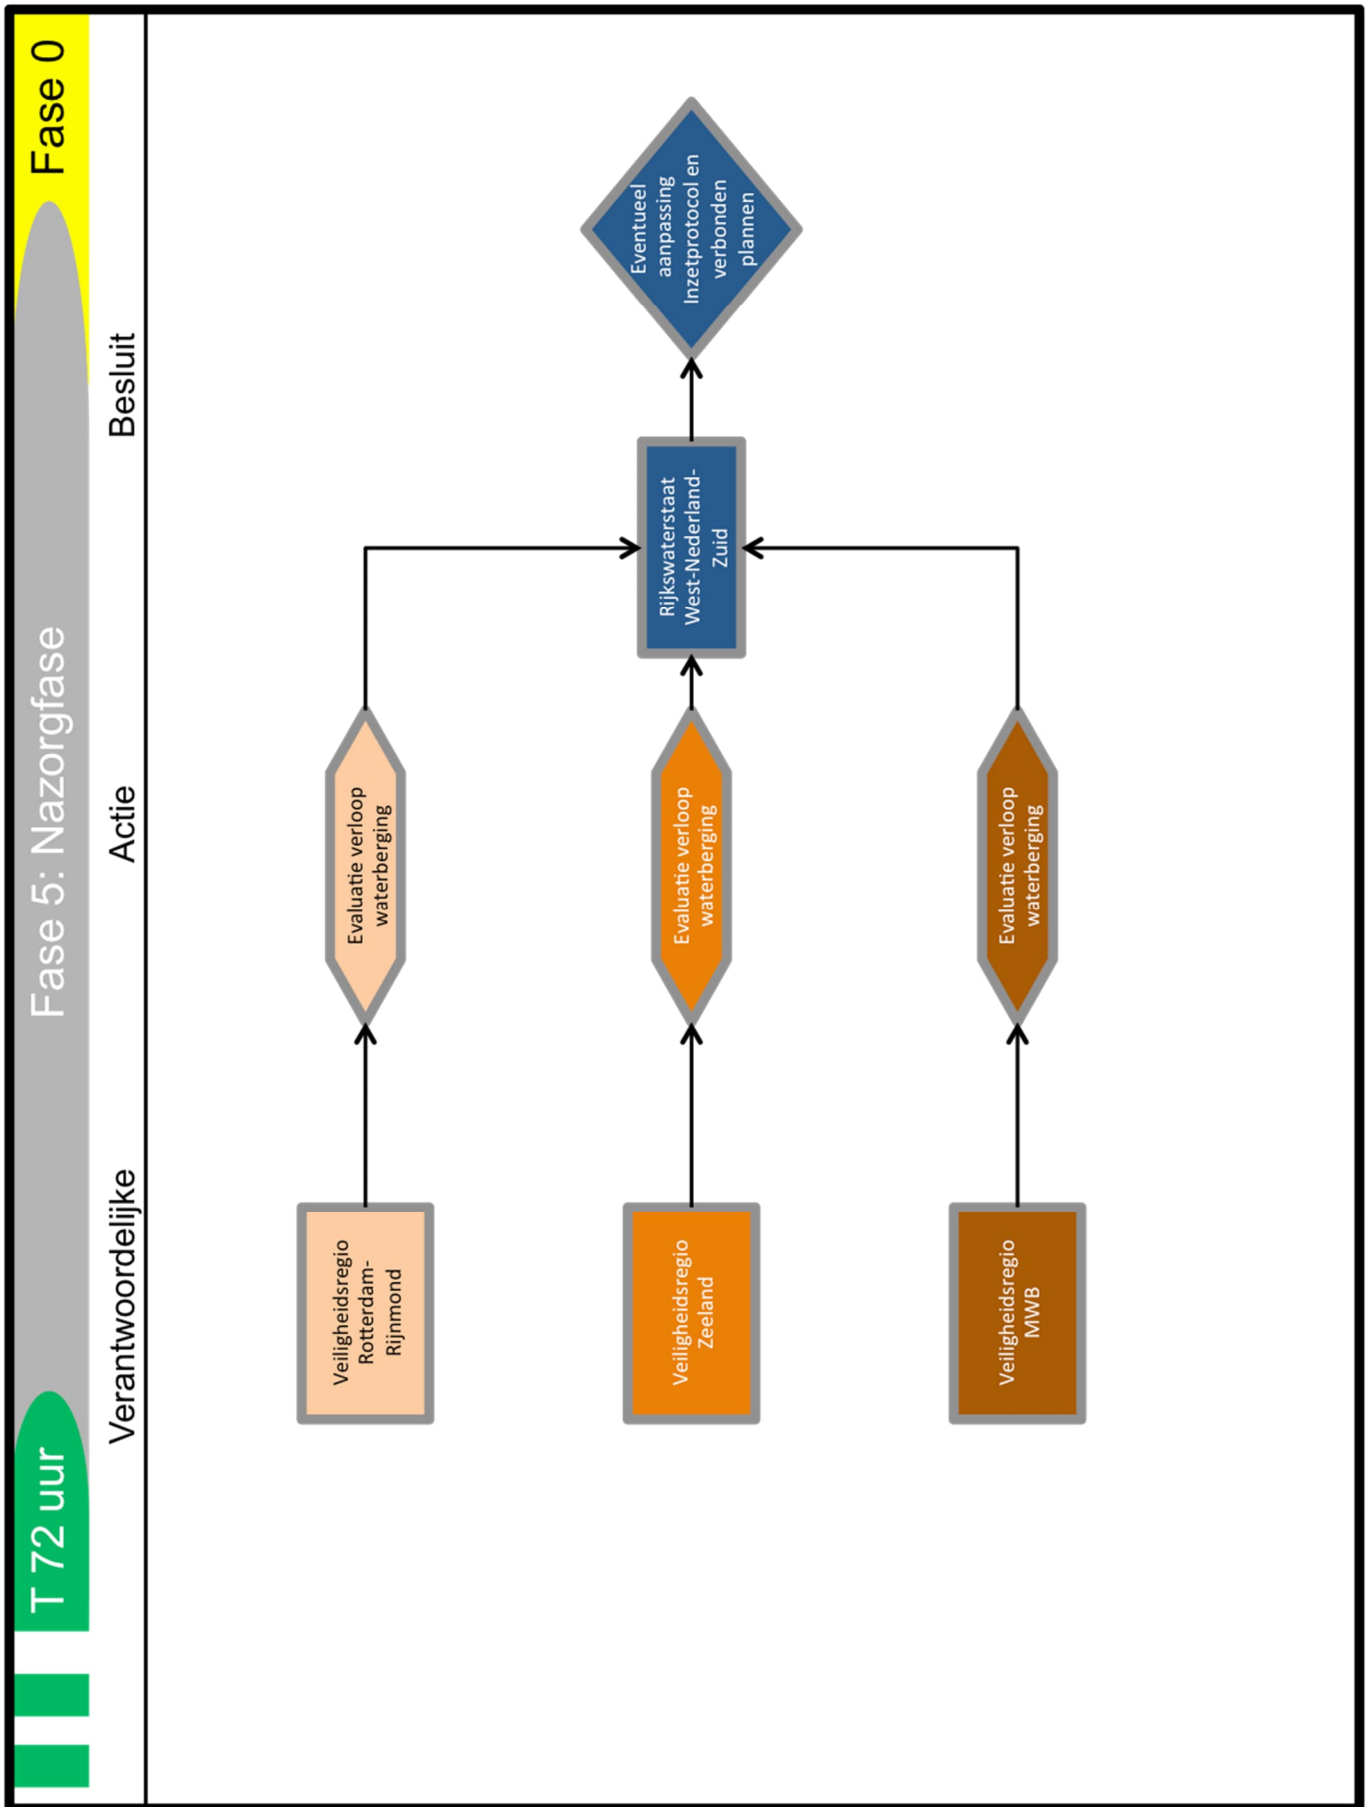 T 72 uur
Fase 5: Nazorgfase
Fase 0
Verantwoordelijke
Actie
Besluit
Veiligheidsregio
Rotterdam-
Rijnmond
Evaluatie verloop
waterberging
Veiligheidsregio
Zeeland
Evaluatie verloop
waterberging
Rijkswaterstaat
West-Nederland-
Zuid
Eventueel
aanpassing
Inzetprotocol en
verbonden
plannen
Veiligheidsregio
MWB
Evaluatie verloop
waterberging